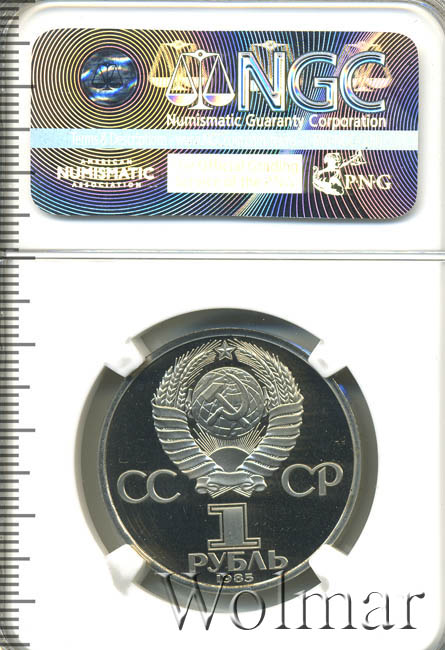 NGC
Numismatic Guaranty Corporation
AMERICAN
NUMISMATIC
ASSOCIATION
PNG
СС СР
1
РУБЛЬ
1985
Wolmar